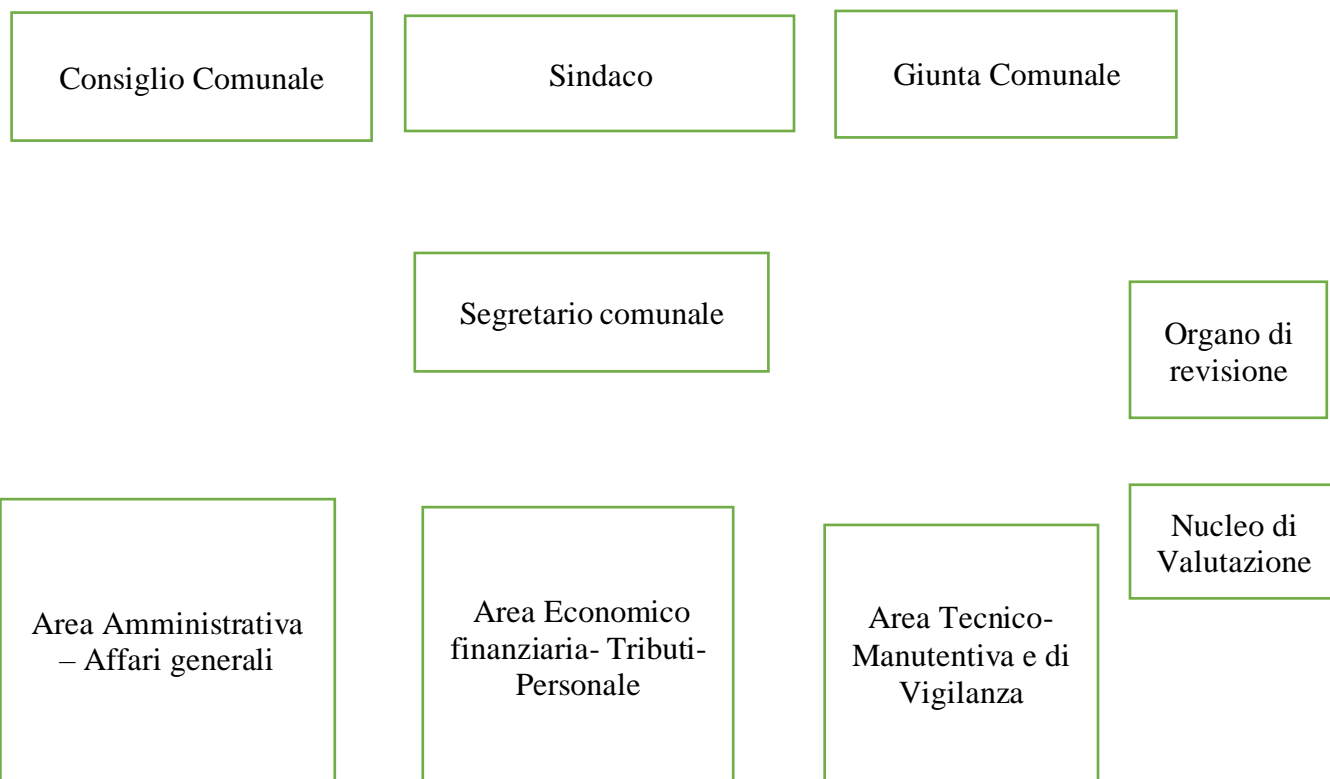 Consiglio Comunale
Sindaco
Giunta Comunale
Segretario comunale
Organo di
revisione
Nucleo di
Valutazione
Area Amministrativa
– Affari generali
Area Economico
finanziaria- Tributi-
Personale
Area Tecnico-
Manutentiva e di
Vigilanza